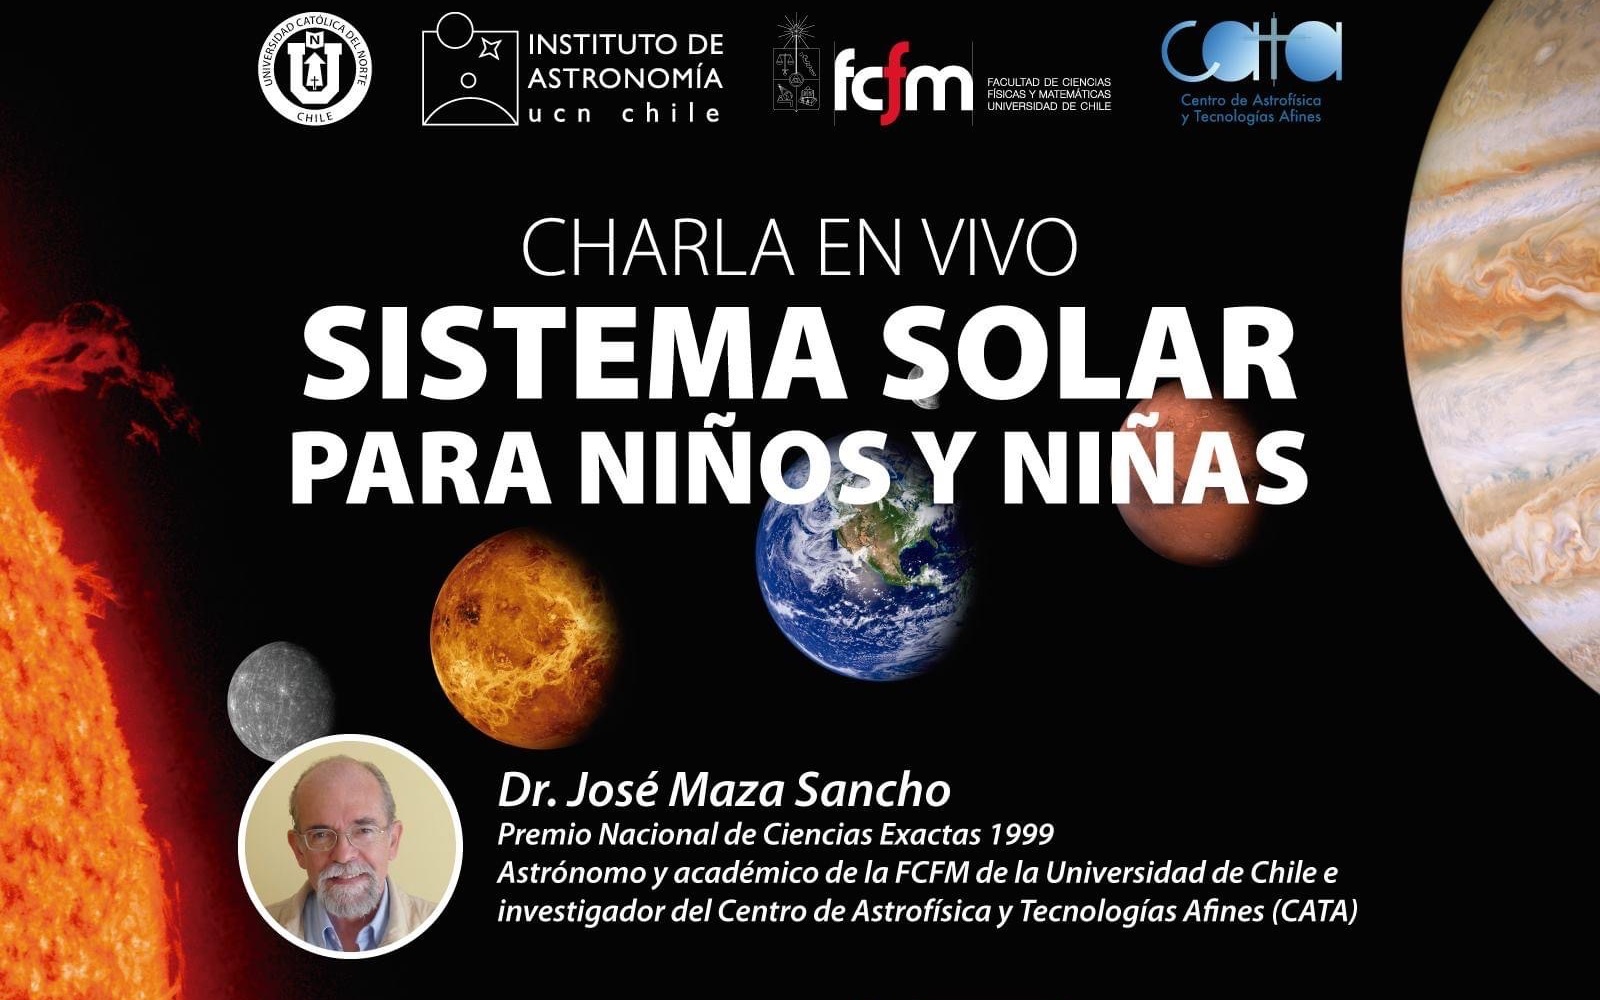 UNIVERSIDAD CATÓLICA DEL NORTE
N
CHILE
INSTITUTO DE
ASTRONOMÍA
ucn chile
fcfm
FACULTAD DE CIENCIAS
FÍSICAS Y MATEMÁTICAS
UNIVERSIDAD DE CHILE
cata
Centro de Astrofísica
y Tecnologías Afines
CHARLA EN VIVO
SISTEMA SOLAR
PARA NIÑOS Y NIÑAS
Dr. José Maza Sancho
Premio Nacional de Ciencias Exactas 1999
Astrónomo y académico de la FCFM de la Universidad de Chile e
investigador del Centro de Astrofísica y Tecnologías Afines (CATA)